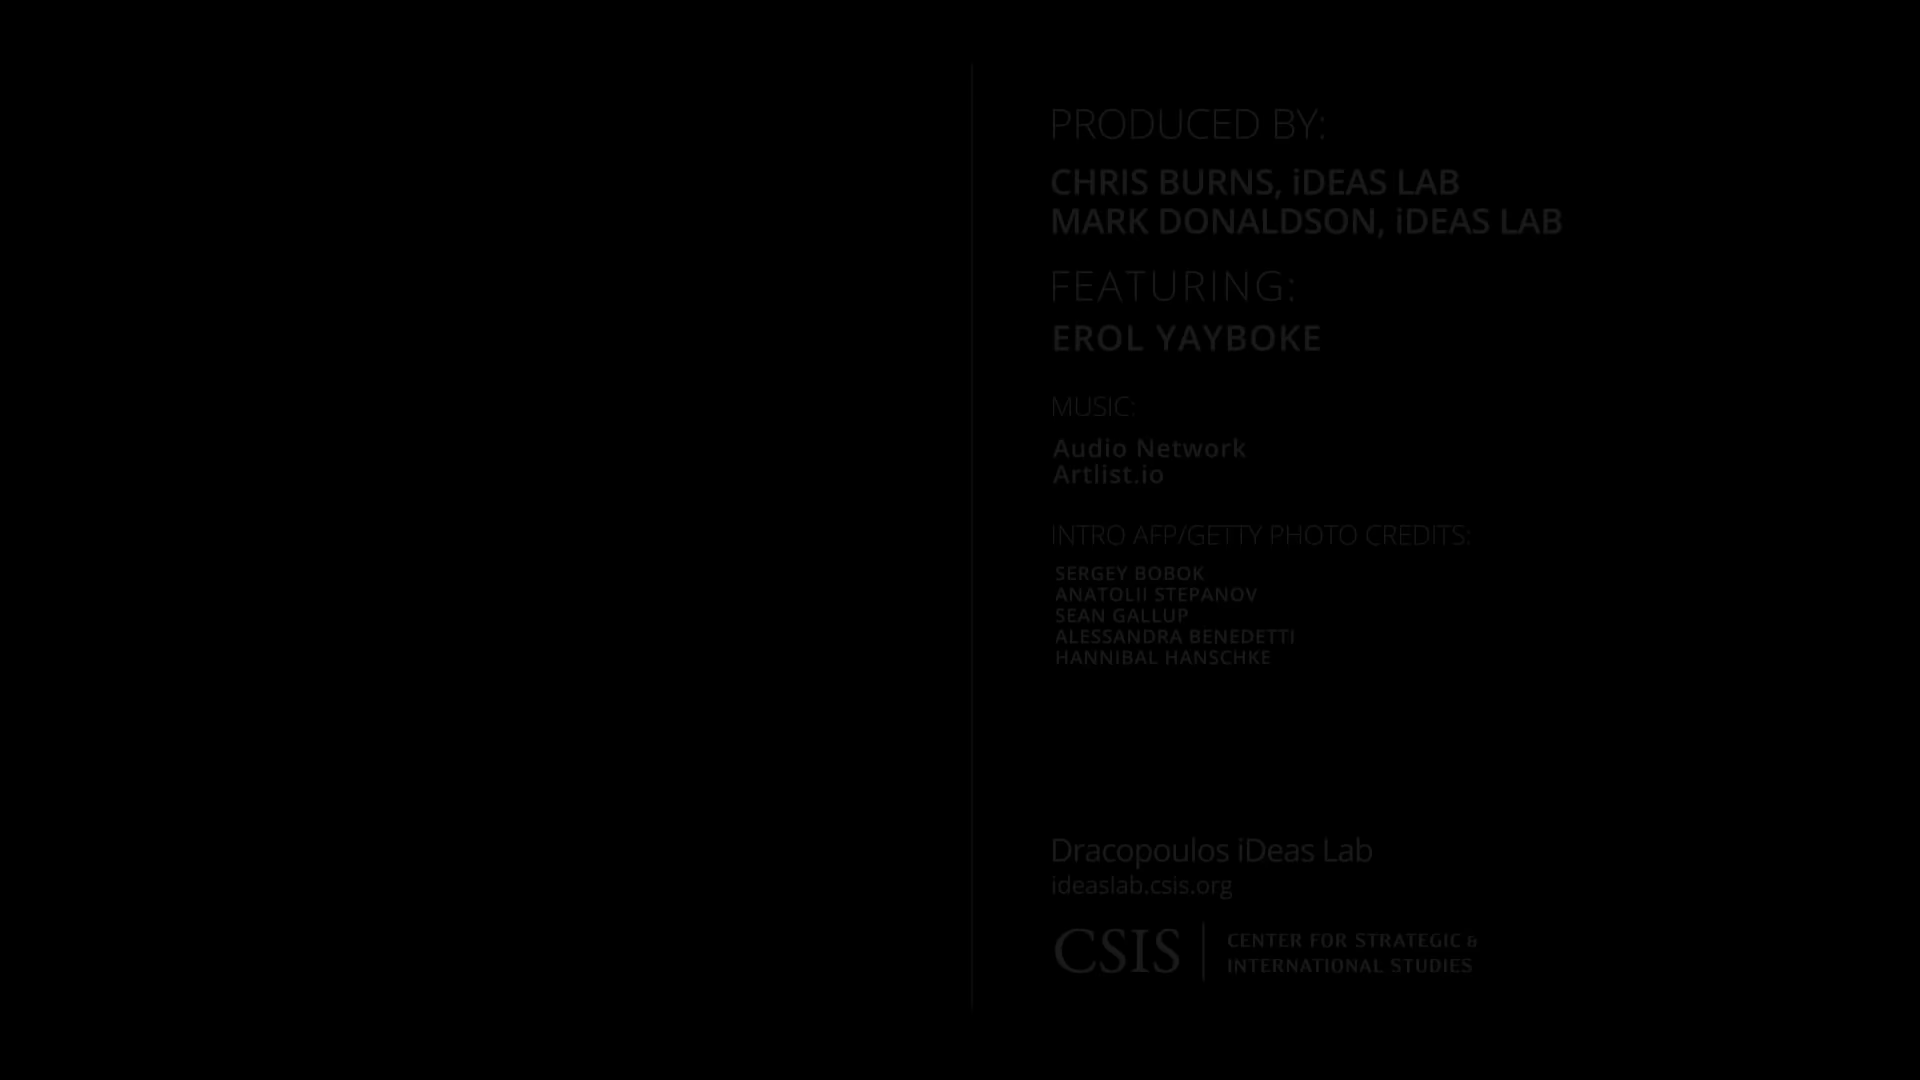 PRODUCED BY:
CHRIS BURNS, iDEAS LAB
MARK DONALDSON, iDEAS LAB
FEATURING:
EROL YAYBOKE
MUSIC:
Audio Network
Artlist.io
INTRO AFP/GETTY PHOTO CREDITS:
SERGEY BOBOK
ANATOLII STEPANOV
SEAN GALLUP
ALESSANDRA BENEDETTI
HANNIBAL HANSCHKE
Dracopoulos iDeas Lab
ideaslab.csis.org
CSIS
CENTER FOR STRATEGIC &
INTERNATIONAL STUDIES